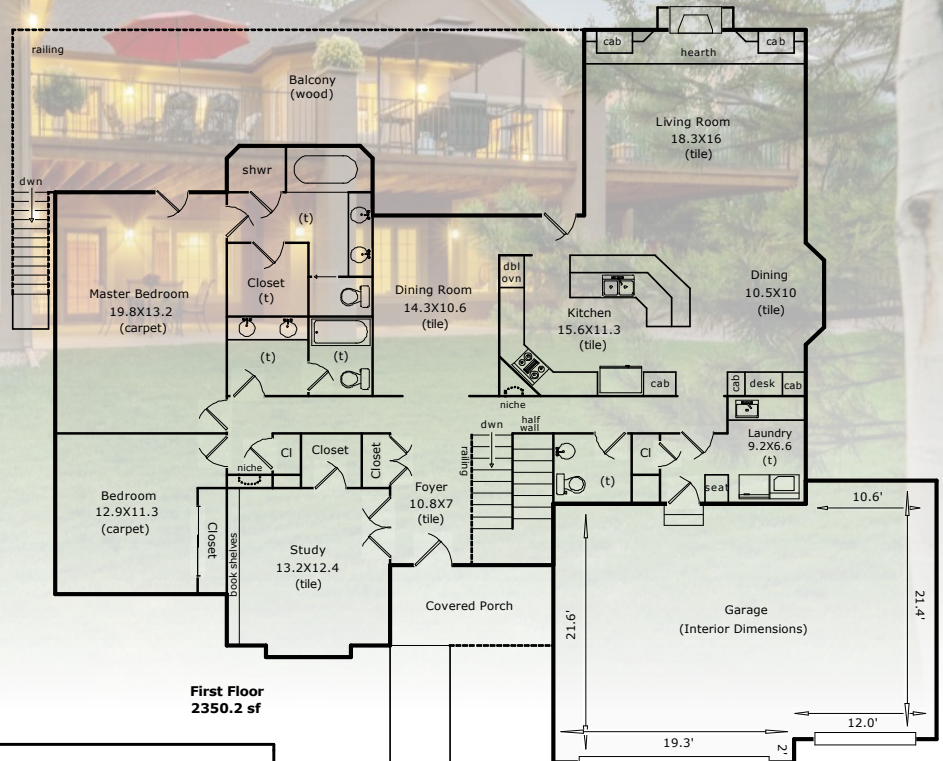 railing
cab
cab
hearth
Balcony
(wood)
Living Room
18.3X16
(tile)
shwr
dwn
(t)
dbl
ovn
Master Bedroom
19.8X13.2
(carpet)
Closet
(t)
Dining Room
14.3X10.6
(tile)
Kitchen
15.6X11.3
(tile)
Dining
10.5X10
(tile)
(t)
(t)
cab
cab
desk
cab
niche
half
wall
dwn
railing
Laundry
9.2X6.6
(t)
Cl
Closet
Closet
niche
Cl
(t)
seat
Foyer
10.8X7
(tile)
Bedroom
12.9X11.3
(carpet)
Closet
book shelves
Study
13.2X12.4
(tile)
Covered Porch
10.6'
21.6'
21.4'
Garage
(Interior Dimensions)
First Floor
2350.2 sf
12.0'
19.3'
2'